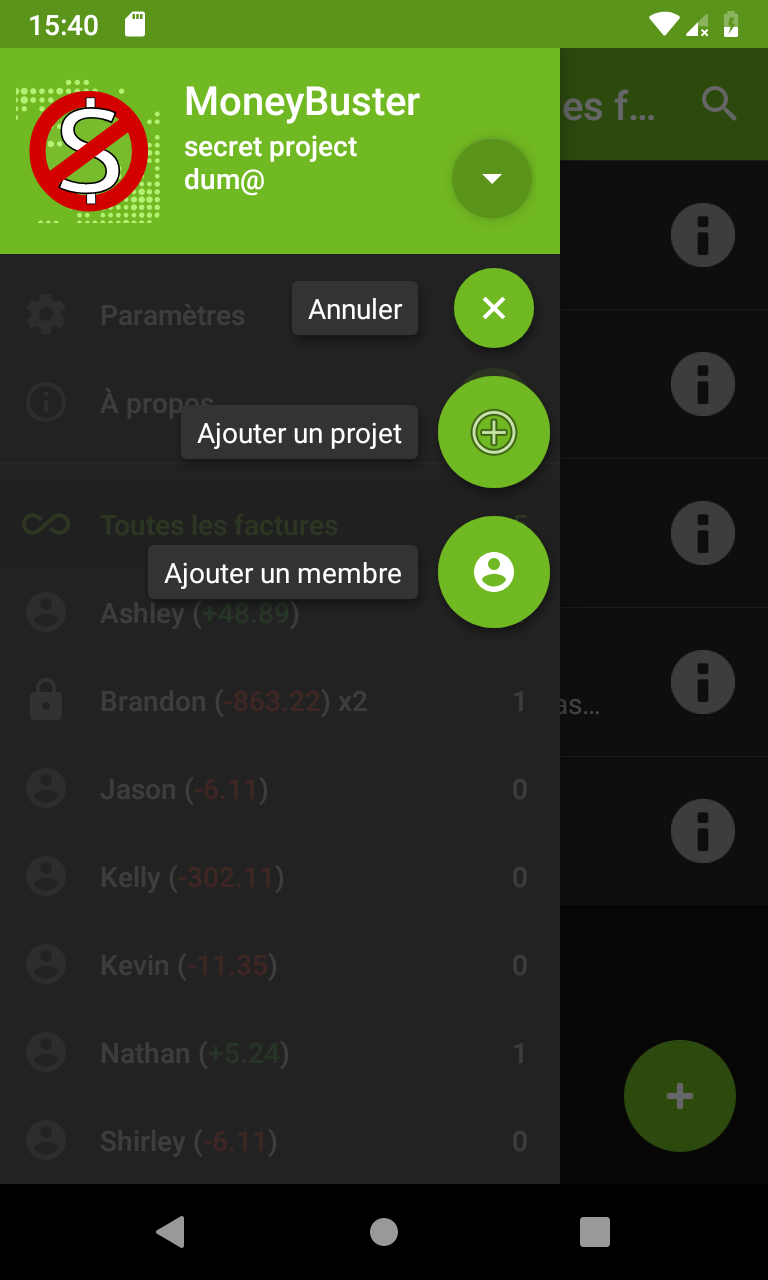 15:40
MoneyBuster
es f…
secret project
dum@
Annuler
Paramètres
À propos
Ajouter un projet
Toutes les factures 5
Ajouter un membre
Ashley (+48.89)
Brandon (-863.22) x2 1
as…
Jason (-6.11) 0
Kelly (-302.11) 0
Kevin (-11.35) 0
Nathan (+5.24) 1
Shirley (-6.11) 0